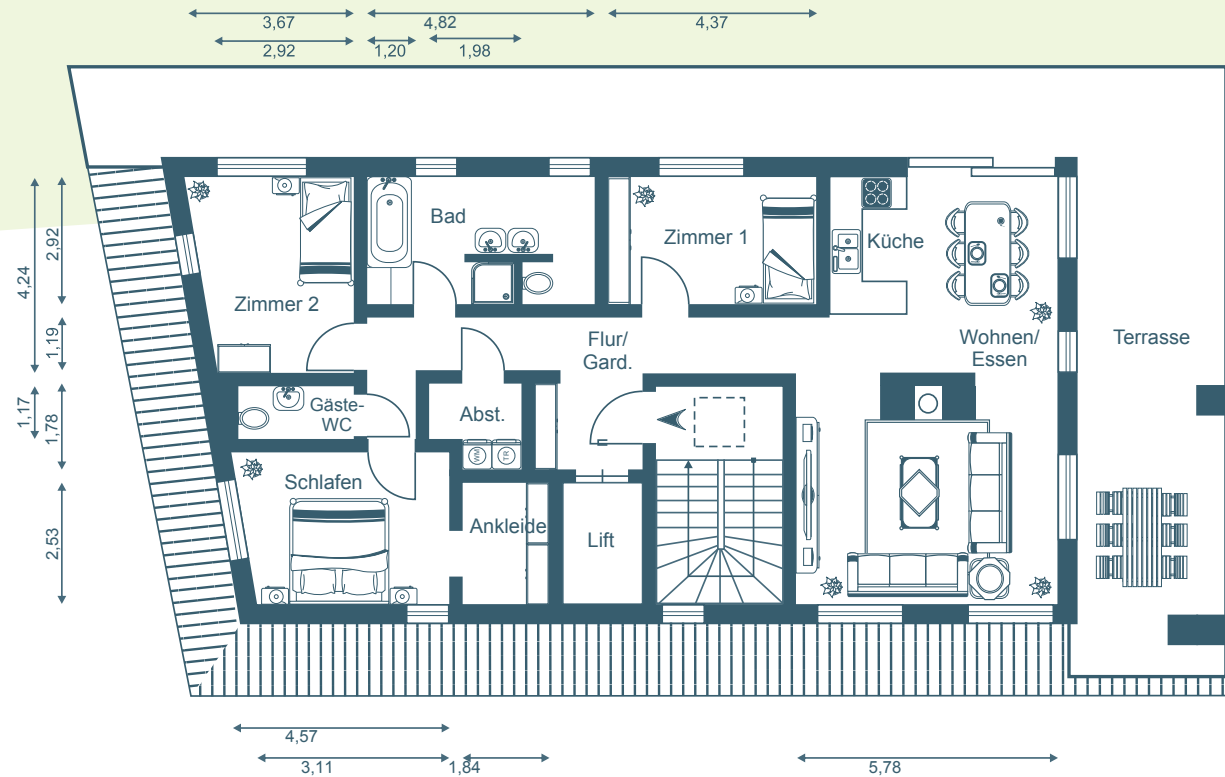 3,67
4,82
4,37
2,92
1,20
1,98
2,92
4,24
1,19
1,17
1,78
2,53
Bad
Zimmer 1
Küche
Zimmer 2
Flur/
Gard.
Wohnen/
Essen
Terrasse
Gäste-
WC
Abst.
WM
TR
Schlafen
Ankleide
Lift
4,57
3,11
1,84
5,78